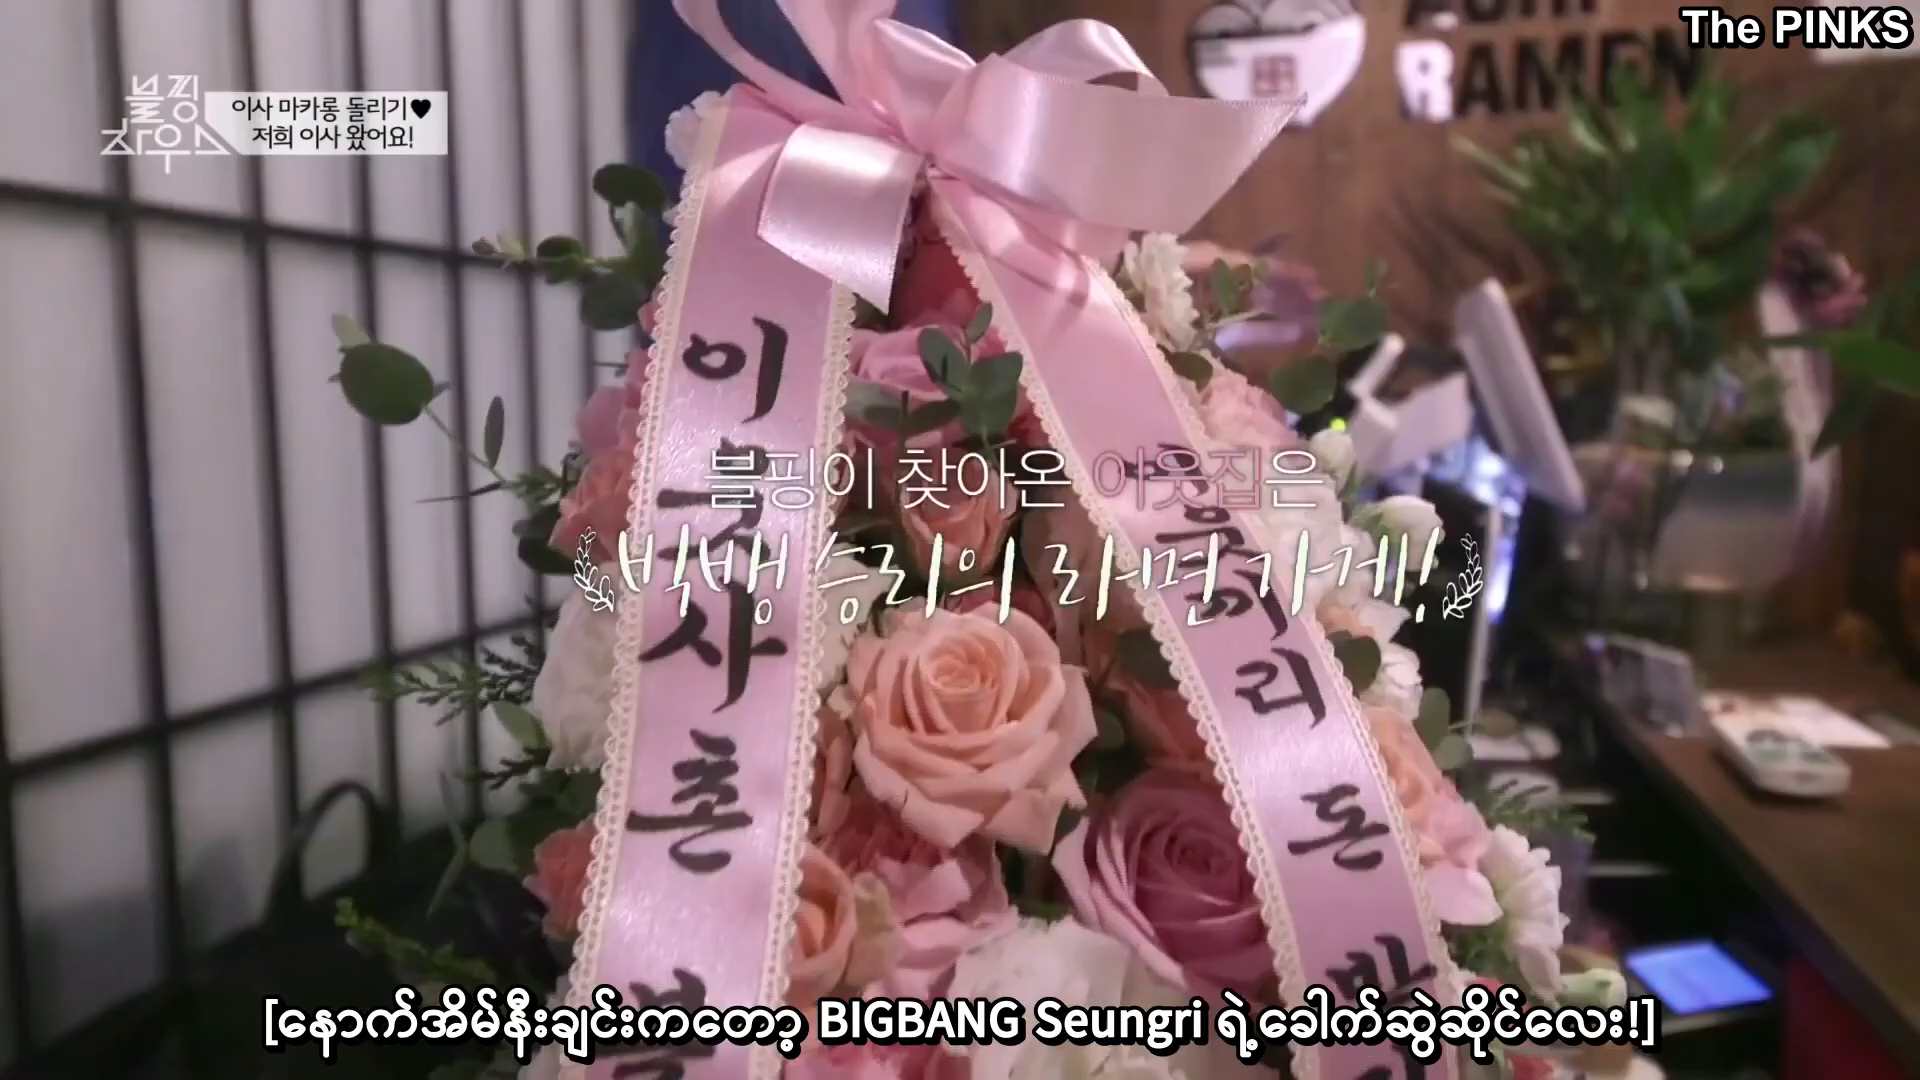 The PINKS
AORI
RAMEN
블핑
하우스
이사 마카롱 돌리기♥
저희 이사 왔어요!
이웃사촌
리 돈
블핑이 찾아온 이웃집은
빅뱅 승리의 라면 가게!
[နောက်အိမ်နီးချင်းကတော့ BIGBANG Seungri ရဲ့ခေါက်ဆွဲဆိုင်လေး!]